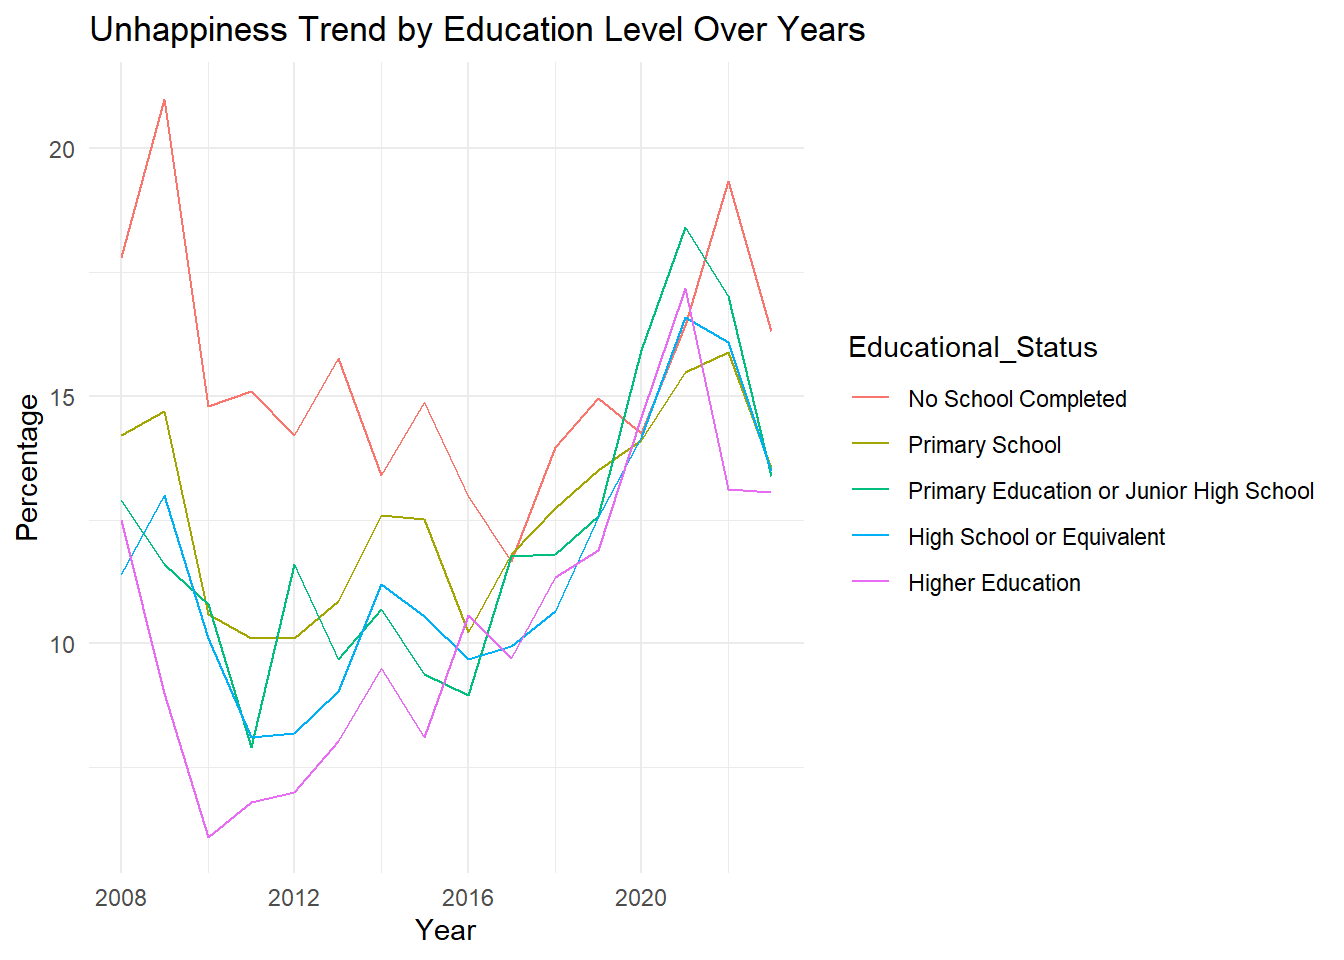 Unhappiness Trend by Education Level Over Years
20
15
10
Percentage
2008 2012 2016 2020
Year
Educational_Status
No School Completed
Primary School
Primary Education or Junior High School
High School or Equivalent
Higher Education